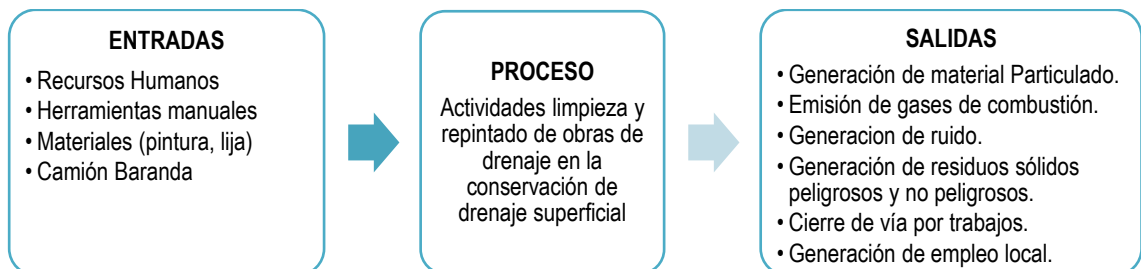 ENTRADAS
• Recursos Humanos
• Herramientas manuales
• Materiales (pintura, lija)
• Camión Baranda
PROCESO
Actividades limpieza y
repintado de obras de
drenaje en la
conservación de
drenaje superficial
SALIDAS
• Generación de material Particulado.
• Emisión de gases de combustión.
• Generacion de ruido.
• Generación de residuos sólidos
peligrosos y no peligrosos.
• Cierre de vía por trabajos.
• Generación de empleo local.